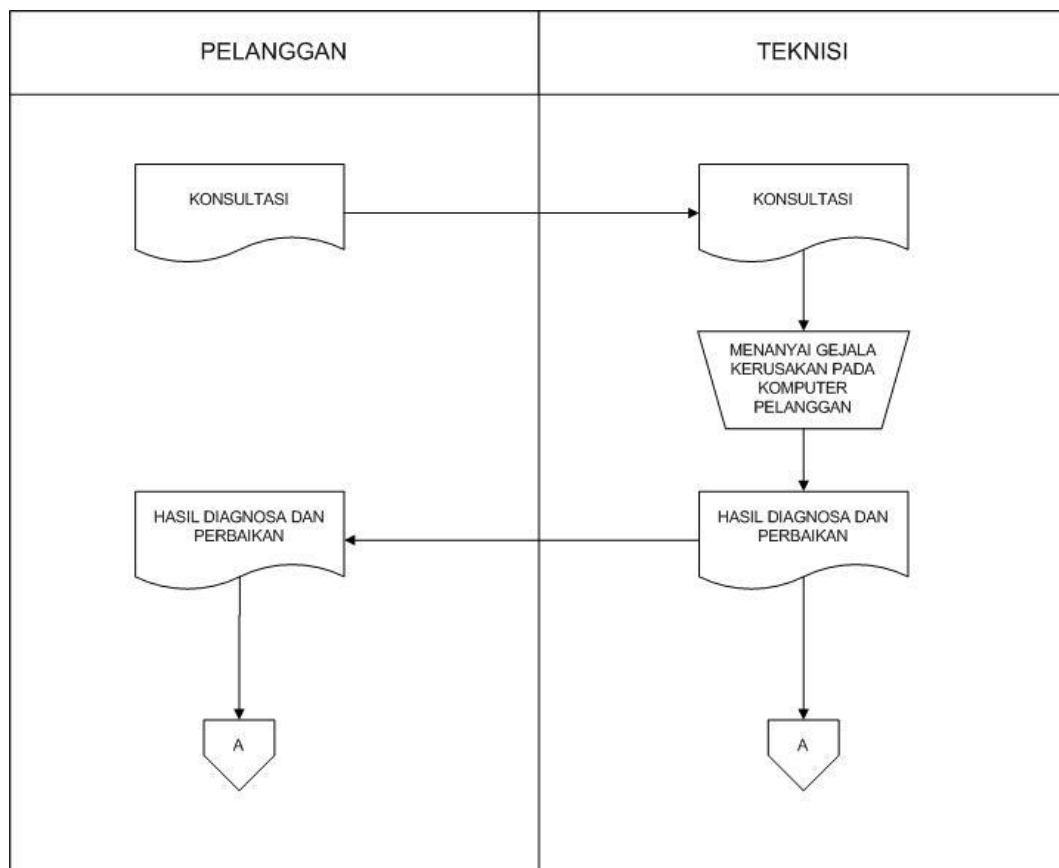 PELANGGAN
TEKNISI
KONSULTASI
KONSULTASI
MENANYAI GEJALA
KERUSAKAN PADA
KOMPUTER
PELANGGAN
HASIL DIAGNOSA DAN
PERBAIKAN
HASIL DIAGNOSA DAN
PERBAIKAN
A
A